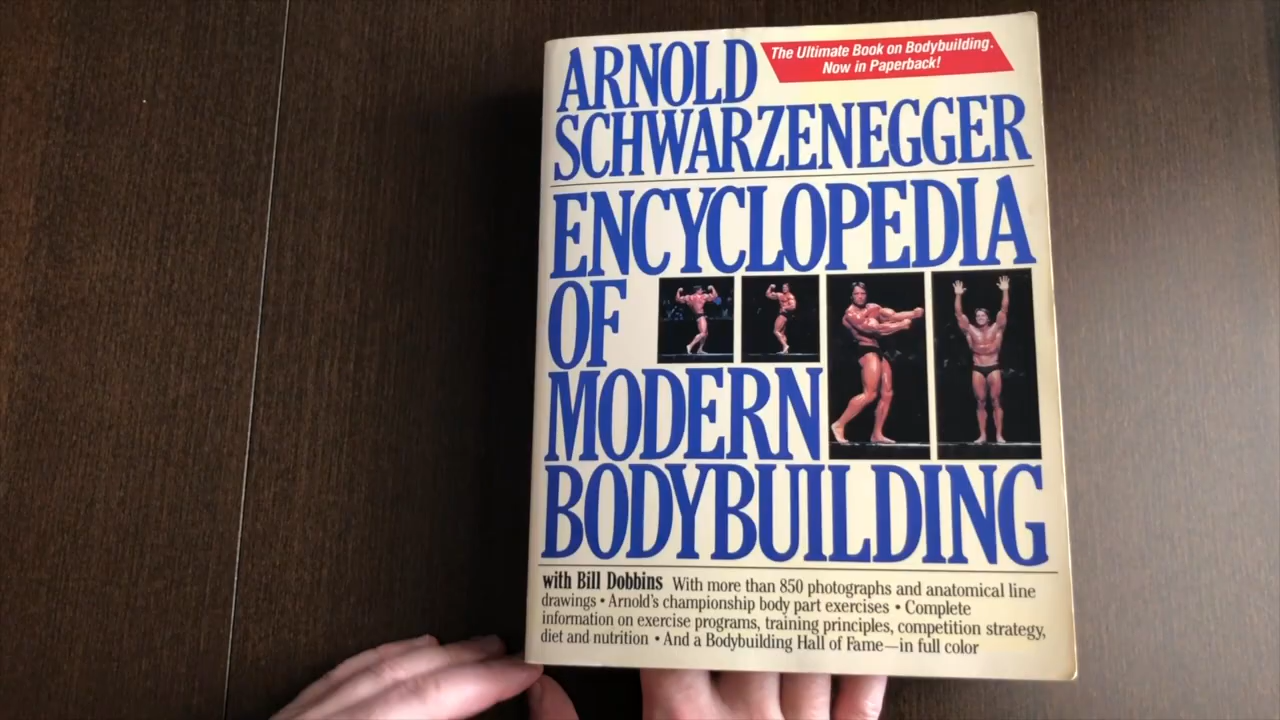 ARNOLD
SCHWARZENEGGER
The Ultimate Book on Bodybuilding.
Now in Paperback!
ENCYCLOPEDIA
OF
MODERN
BODYBUILDING
with Bill Dobbins With more than 850 photographs and anatomical line
drawings • Arnold's championship body part exercises • Complete
information on exercise programs, training principles, competition strategy,
diet and nutrition • And a Bodybuilding Hall of Fame—in full color